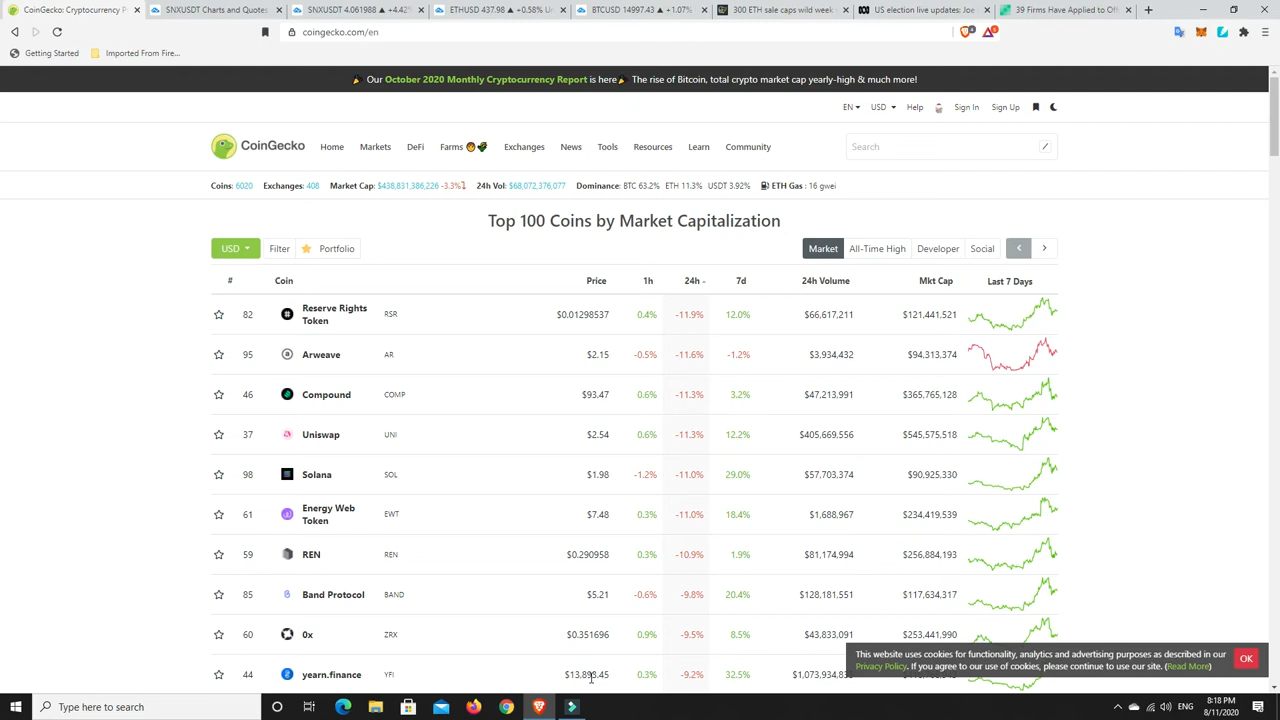 CoinGecko: Cryptocurrency P
SNXUSDT Charts and Quotes
SNXUSDT 4.061988 ▲ +4.42%
ETHUSD 437.98 ▲ +0.58% Un
BTCUSD 14997.43 ▲ +1.07%
300 ETH sale caps wild week
US election live updates: Joe
39 Firms Have Applied to Of
coingecko.com/en
Getting Started
Imported From Fire...
Our October 2020 Monthly Cryptocurrency Report is here The rise of Bitcoin, total crypto market cap yearly-high & much more!
EN USD Help Sign In Sign Up
CoinGecko Home Markets DeFi Farms Exchanges News Tools Resources Learn Community
Search /
Coins: 6020 Exchanges: 408 Market Cap: $438,831,386,226 -3.3% 24h Vol: $68,072,376,077 Dominance: BTC 63.2% ETH 11.3% USDT 3.92% ETH Gas : 16 gwei
Top 100 Coins by Market Capitalization
USD Filter Portfolio Market All-Time High Developer Social < >
# Coin Price 1h 24h 7d 24h Volume Mkt Cap Last 7 Days
82 Reserve Rights Token RSR $0.01298537 0.4% -11.9% 12.0% $66,617,211 $121,441,521
95 Arweave AR $2.15 -0.5% -11.6% -1.2% $3,934,432 $94,313,374
46 Compound COMP $93.47 0.6% -11.3% 3.2% $47,213,991 $365,765,128
37 Uniswap UNI $2.54 0.6% -11.3% 12.2% $405,669,556 $545,575,518
98 Solana SOL $1.98 -1.2% -11.0% 29.0% $57,703,374 $90,925,330
61 Energy Web Token EWT $7.48 0.3% -11.0% 18.4% $1,688,967 $234,419,539
59 REN REN $0.290958 0.3% -10.9% 1.9% $81,174,994 $256,884,193
85 Band Protocol BAND $5.21 -0.6% -9.8% 20.4% $128,181,551 $117,634,317
60 0x ZRX $0.351696 0.9% -9.5% 8.5% $43,833,091 $253,441,990
44 yearn.finance YFI 0.3% -9.2% 32.5%
This website uses cookies for functionality, analytics and advertising purposes as described in our
Privacy Policy. If you agree to our use of cookies, please continue to use our site. (Read More)
OK
Type here to search
ENG
8:18 PM
8/11/2020